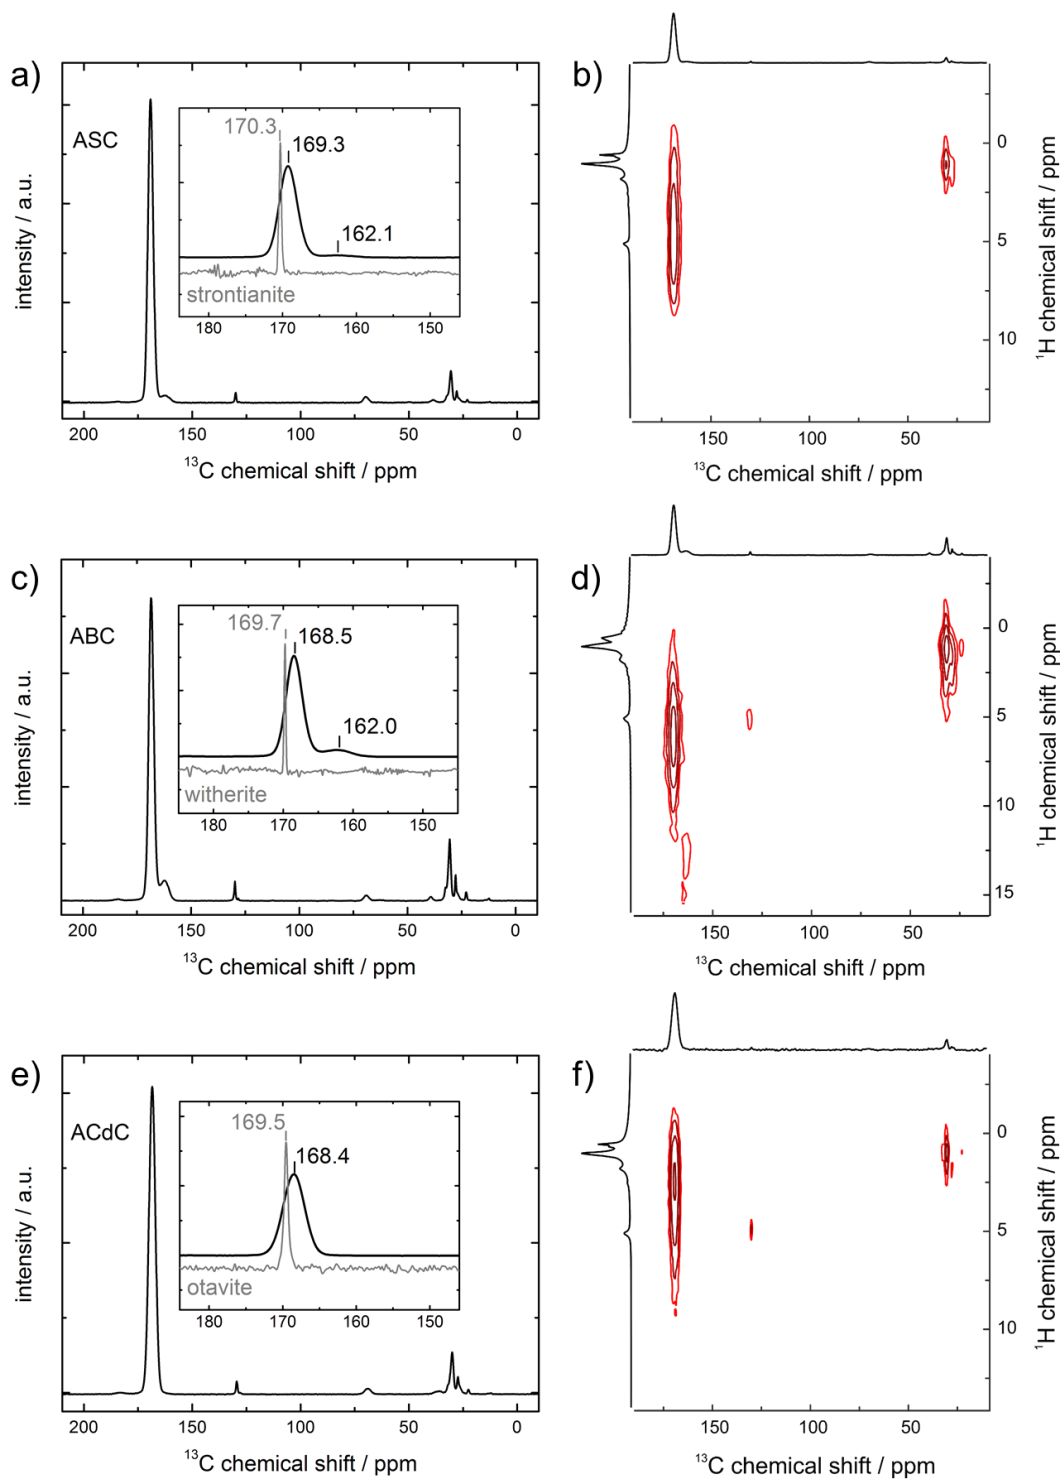 a)
ASC
intensity / a.u.
170.3
169.3
162.1
strontianite
180 170 160 150
200 150 100 50 0
¹³C chemical shift / ppm
b)
0
5
10
¹H chemical shift / ppm
150 100 50
¹³C chemical shift / ppm
c)
ABC
intensity / a.u.
169.7
168.5
162.0
witherite
180 170 160 150
200 150 100 50 0
¹³C chemical shift / ppm
d)
0
5
10
15
¹H chemical shift / ppm
150 100 50
¹³C chemical shift / ppm
e)
ACdC
intensity / a.u.
169.5
168.4
otavite
180 170 160 150
200 150 100 50 0
¹³C chemical shift / ppm
f)
0
5
10
¹H chemical shift / ppm
150 100 50
¹³C chemical shift / ppm